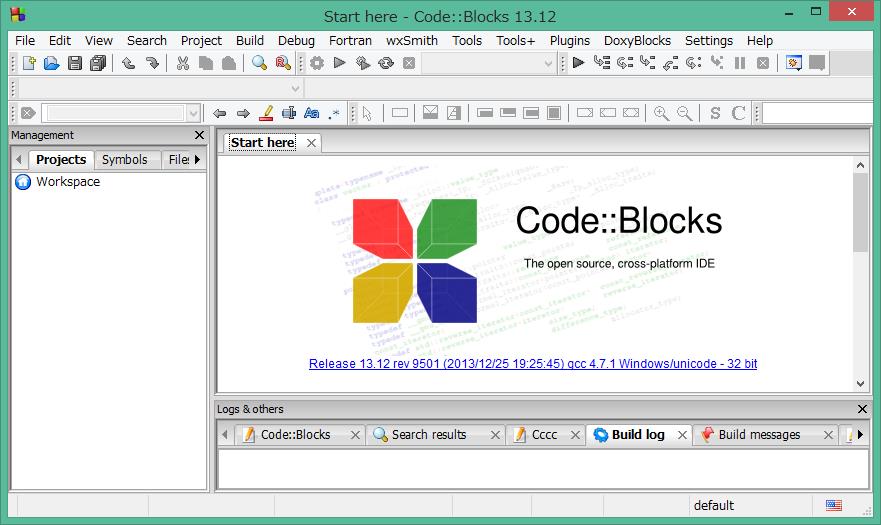 Start here - Code::Blocks 13.12
File Edit View Search Project Build Debug Fortran wxSmith Tools Tools+ Plugins DoxyBlocks Settings Help
Aa .*
S C
Management
Projects Symbols Files
Workspace
Start here
Code::Blocks
The open source, cross-platform IDE
Release 13.12 rev 9501 (2013/12/25 19:25:45) gcc 4.7.1 Windows/unicode - 32 bit
Logs & others
Code::Blocks Search results Cccc Build log Build messages
default